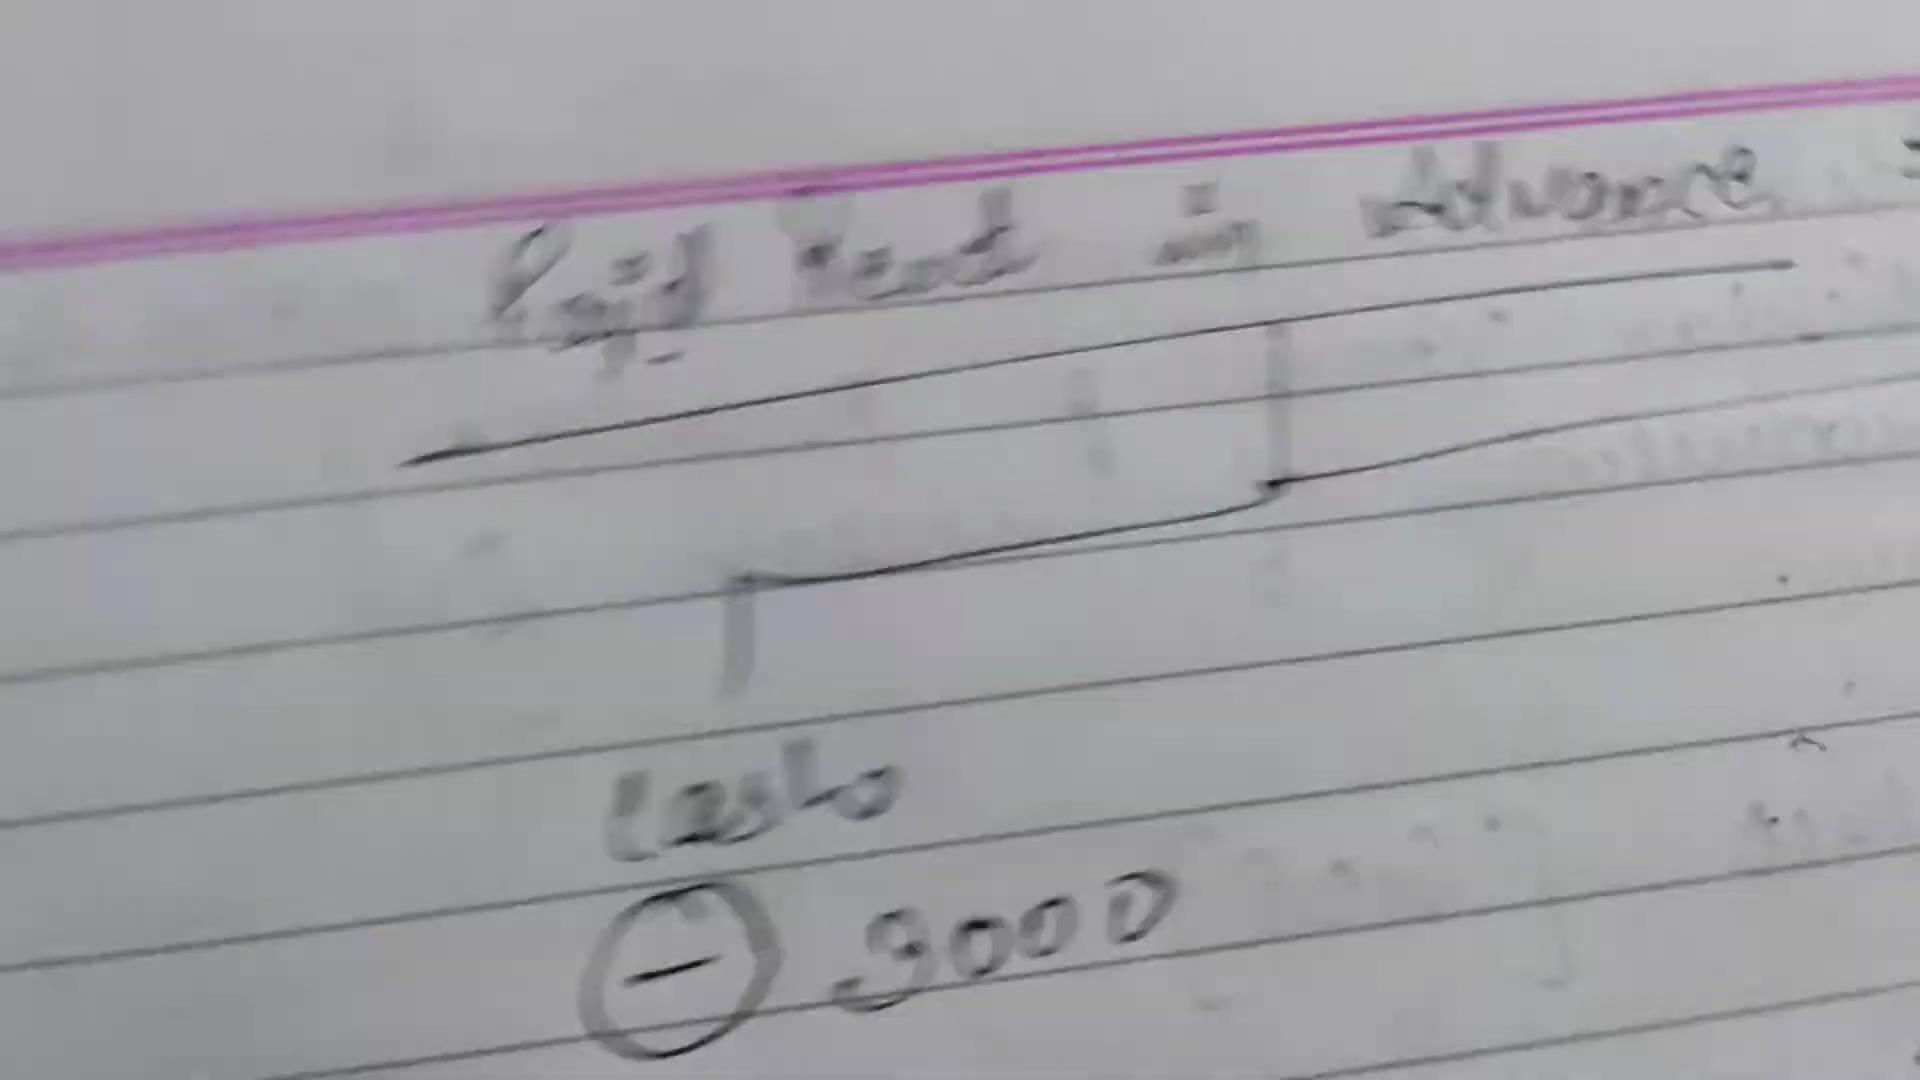 Paid Rent in Advance
Cash
⊖ 3000